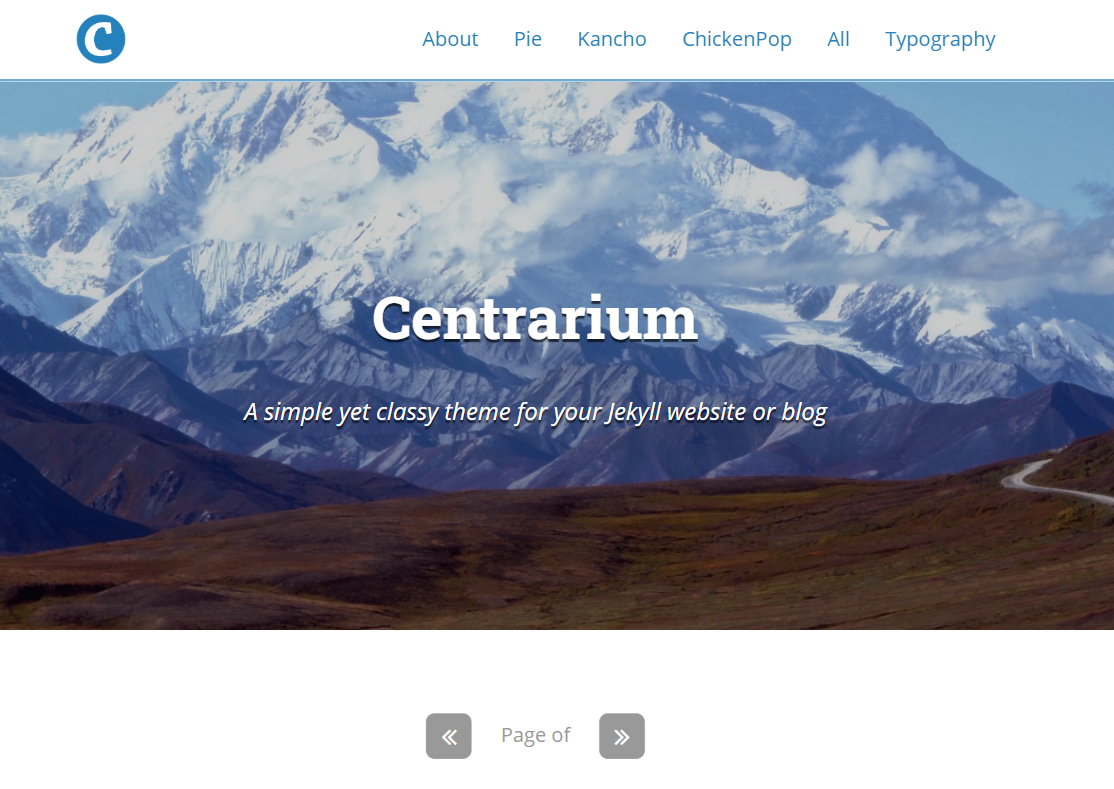 C
About Pie Kancho ChickenPop All Typography
Centrarium
A simple yet classy theme for your Jekyll website or blog
« Page of »